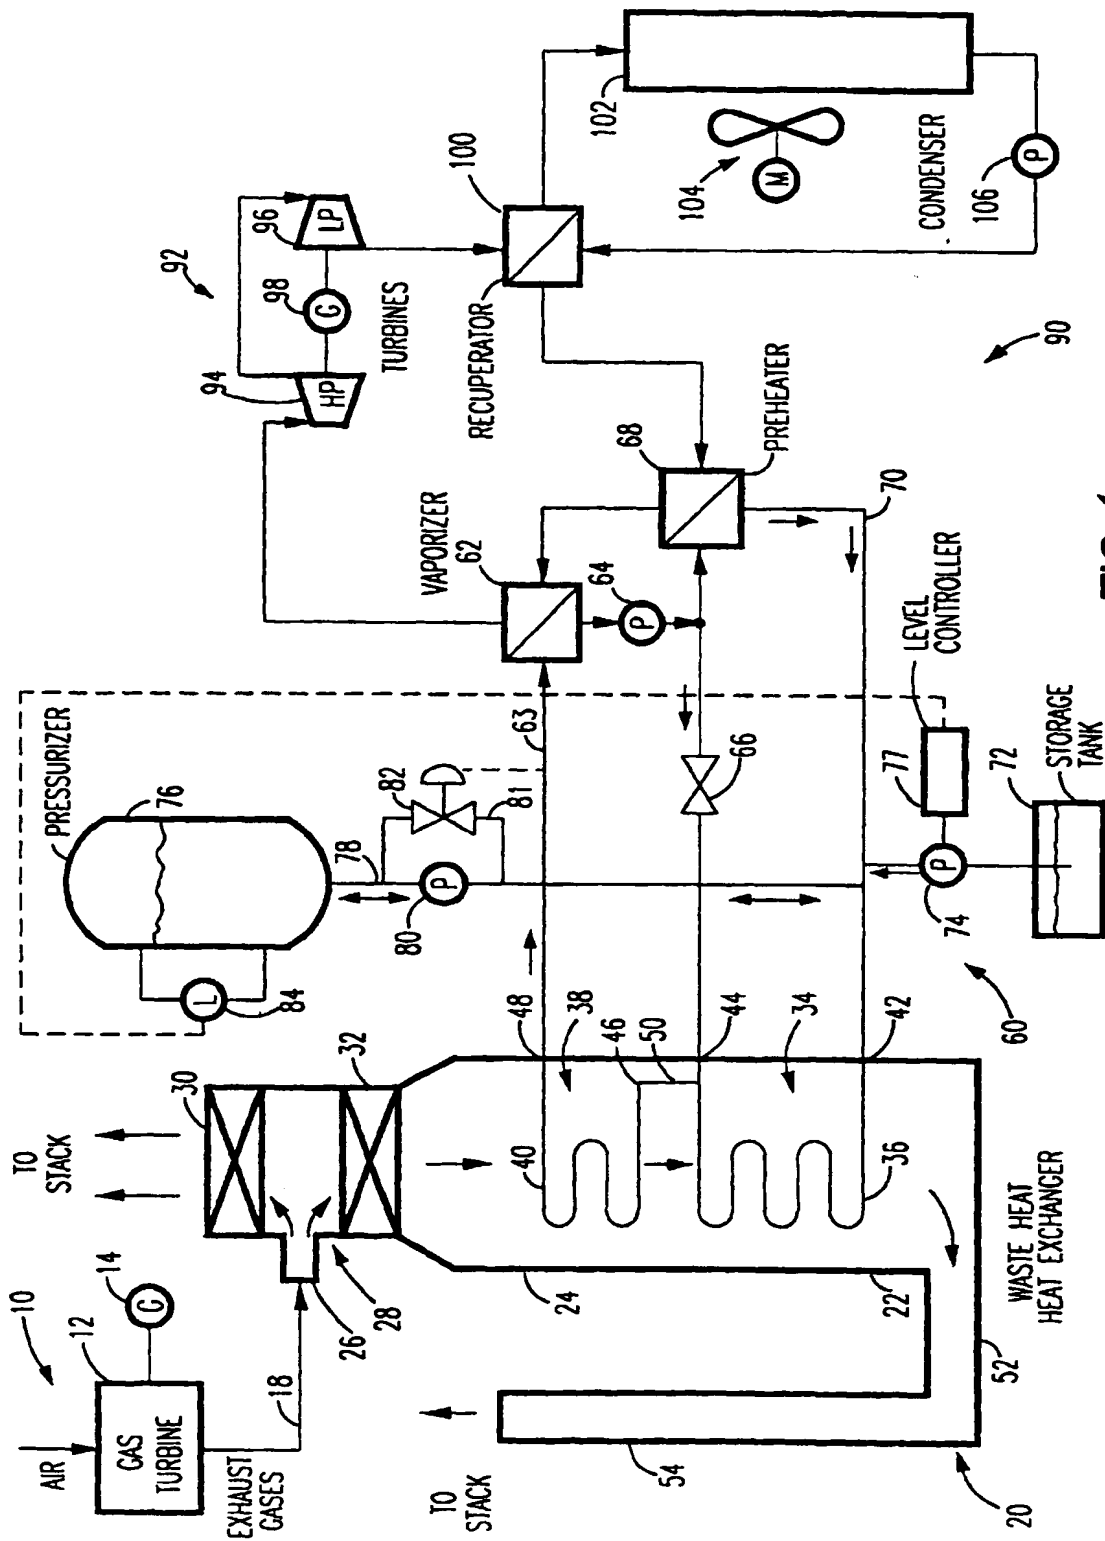 10
AIR
12
GAS
TURBINE
14
G
EXHAUST
GASES
18
TO
STACK
30
26
28
32
TO
STACK
54
20
52
WASTE HEAT
HEAT EXCHANGER
24
22
40
36
38
34
46
50
48
44
42
60
PRESSURIZER
76
L
84
78
80
P
82
81
63
66
74
P
77
LEVEL
CONTROLLER
72
STORAGE
TANK
VAPORIZER
62
64
P
68
PREHEATER
70
90
92
94
HP
98
G
96
LP
TURBINES
RECUPERATOR
100
102
104
M
CONDENSER
106
P